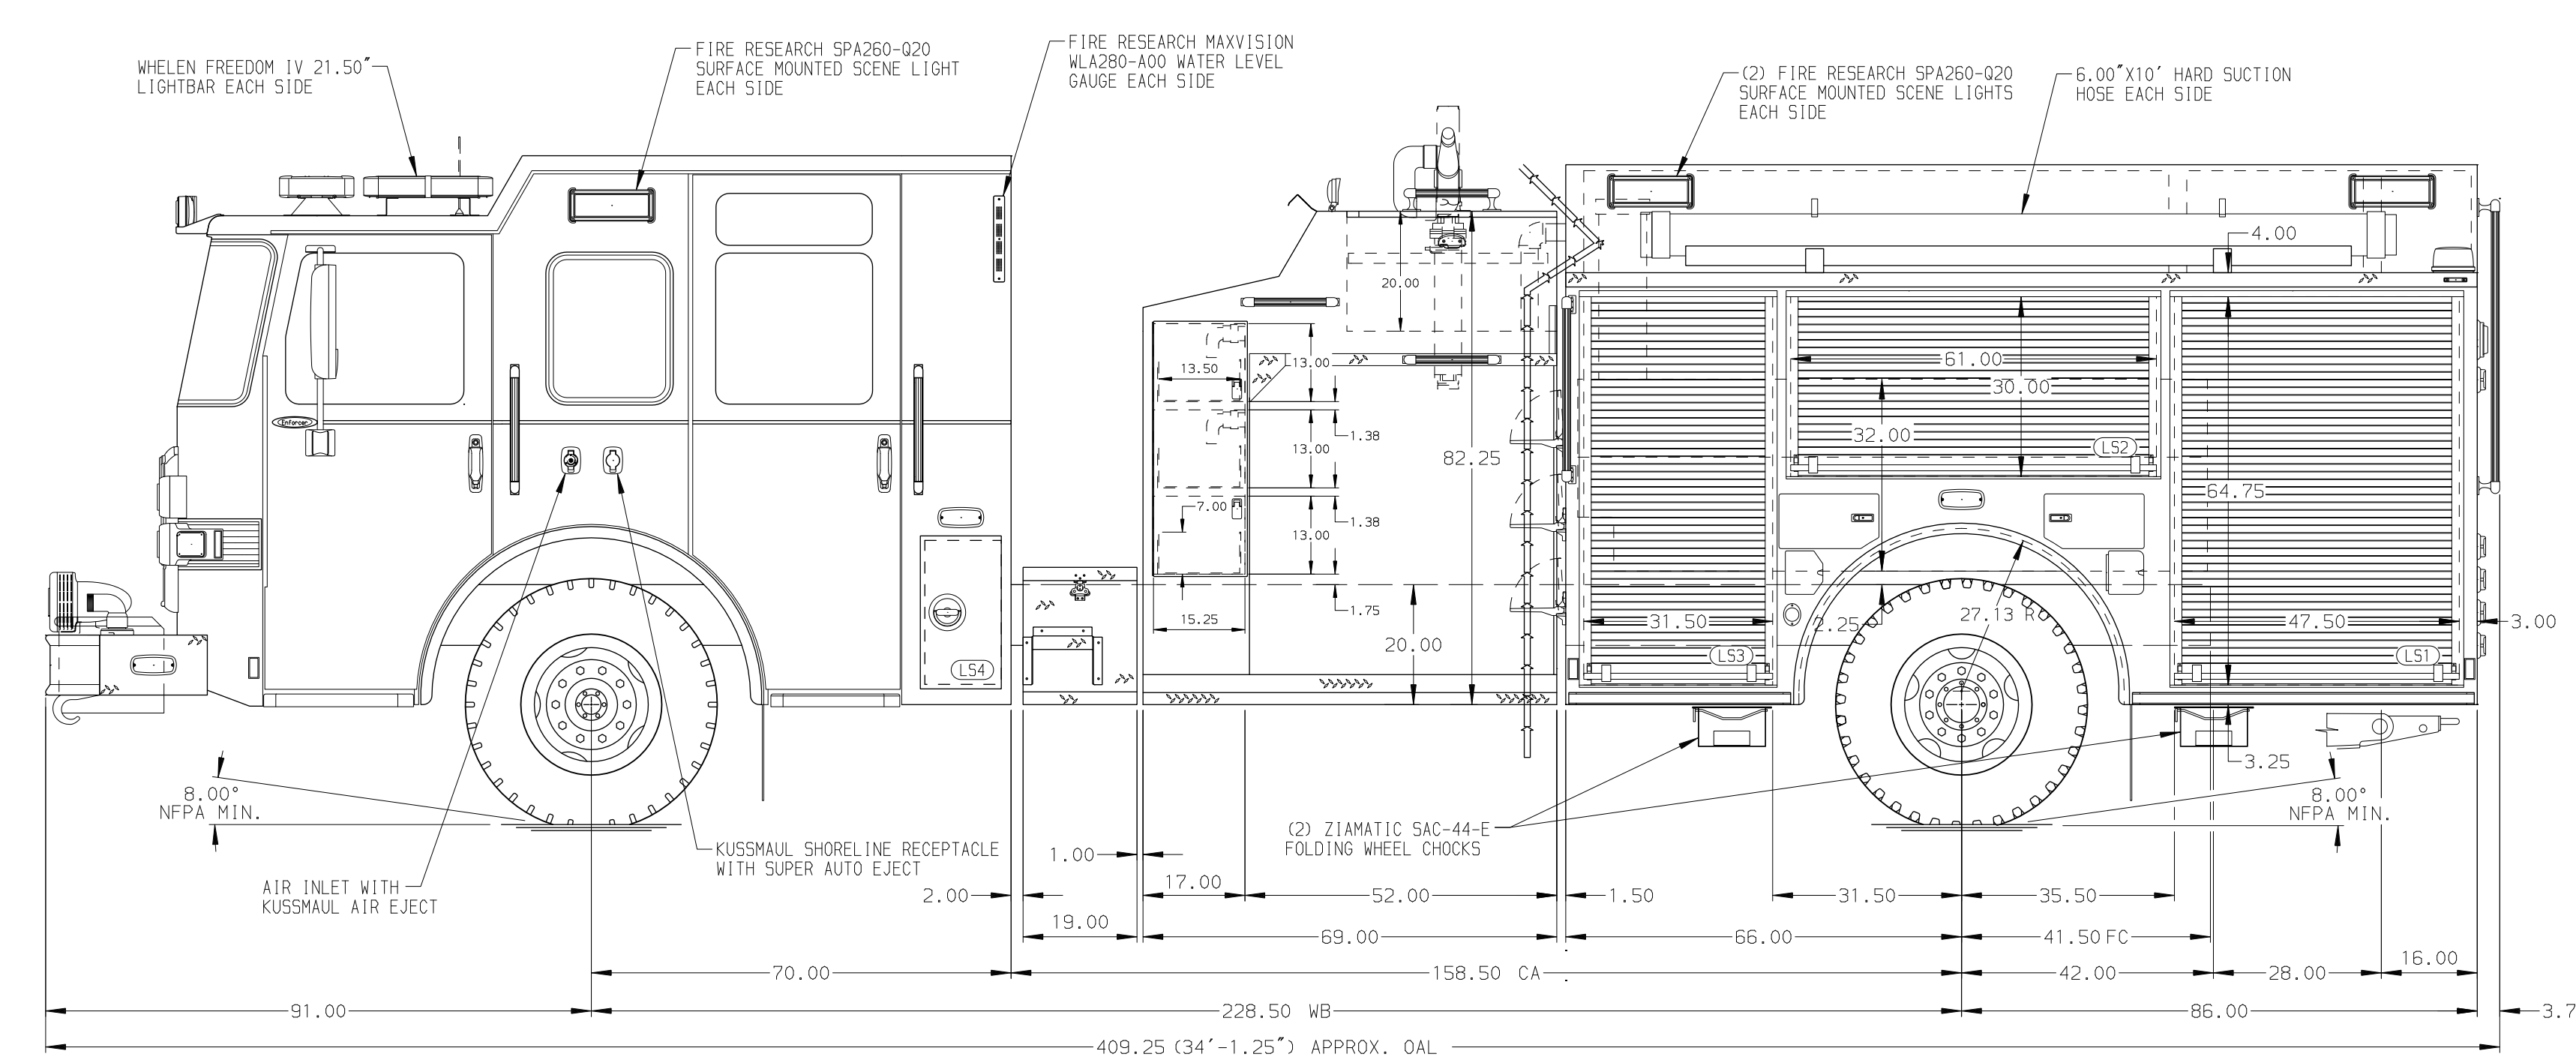 WHELEN FREEDOM IV 21.50"
LIGHTBAR EACH SIDE
FIRE RESEARCH SPA260-Q20
SURFACE MOUNTED SCENE LIGHT
EACH SIDE
FIRE RESEARCH MAXVISION
WLA280-A00 WATER LEVEL
GAUGE EACH SIDE
(2) FIRE RESEARCH SPA260-Q20
SURFACE MOUNTED SCENE LIGHTS
EACH SIDE
6.00"X10' HARD SUCTION
HOSE EACH SIDE
4.00
20.00
13.50
13.00
61.00
30.00
Enforcer
1.38
32.00
13.00
82.25
LS2
64.75
7.00
1.38
13.00
1.75
15.25
20.00
31.50
2.25
27.13 R
47.50
3.00
LS4
LS3
LS1
3.25
8.00°
NFPA MIN.
8.00°
NFPA MIN.
(2) ZIAMATIC SAC-44-E
FOLDING WHEEL CHOCKS
KUSSMAUL SHORELINE RECEPTACLE
WITH SUPER AUTO EJECT
1.00
AIR INLET WITH
KUSSMAUL AIR EJECT
2.00
17.00
52.00
1.50
31.50
35.50
19.00
69.00
66.00
41.50 FC
70.00
158.50 CA
42.00
28.00
16.00
91.00
228.50 WB
86.00
3.7
409.25 (34'-1.25") APPROX. OAL